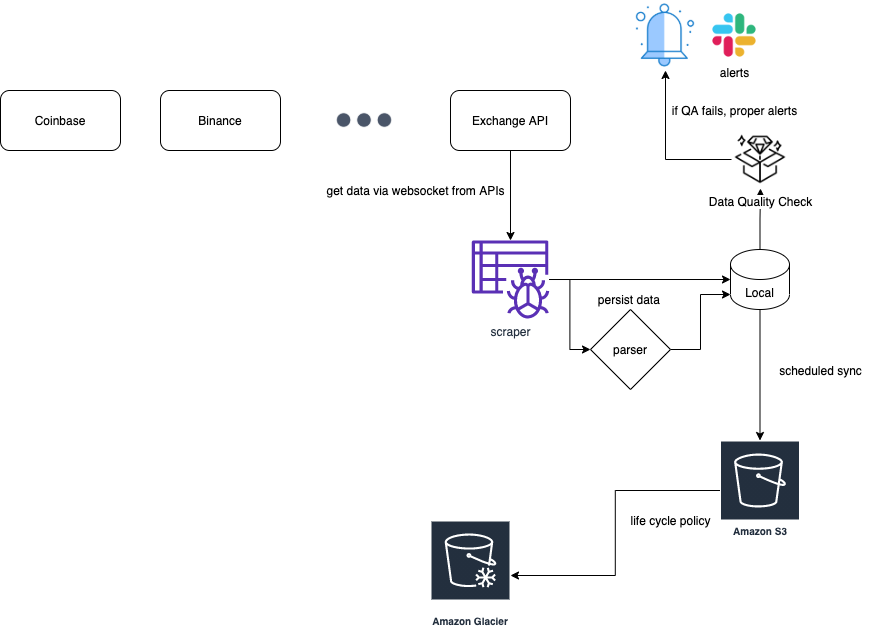 alerts
if QA fails, proper alerts
Coinbase
Binance
Exchange API
get data via websocket from APIs
Data Quality Check
Local
persist data
scraper
parser
scheduled sync
life cycle policy
Amazon S3
Amazon Glacier